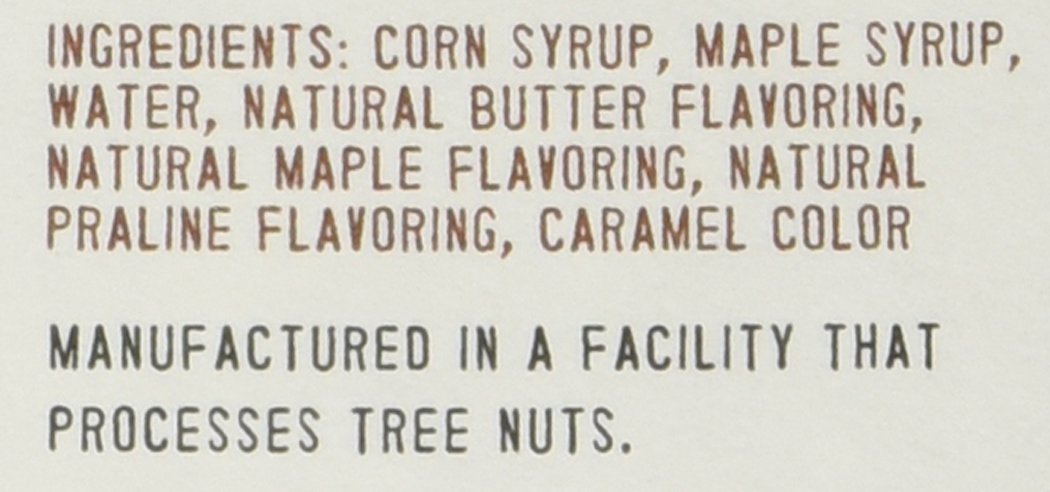 INGREDIENTS: CORN SYRUP, MAPLE SYRUP,
WATER, NATURAL BUTTER FLAVORING,
NATURAL MAPLE FLAVORING, NATURAL
PRALINE FLAVORING, CARAMEL COLOR
MANUFACTURED IN A FACILITY THAT
PROCESSES TREE NUTS.